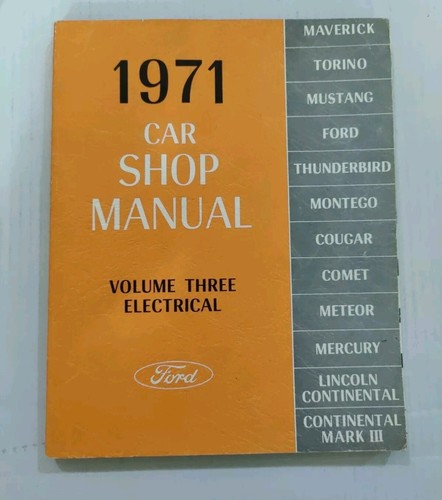 1971
CAR
SHOP
MANUAL
VOLUME THREE
ELECTRICAL
Ford
MAVERICK
TORINO
MUSTANG
FORD
THUNDERBIRD
MONTEGO
COUGAR
COMET
METEOR
MERCURY
LINCOLN
CONTINENTAL
CONTINENTAL
MARK III